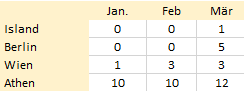 Jan. Feb Mär
Island 0 0 1
Berlin 0 0 5
Wien 1 3 3
Athen 10 10 12